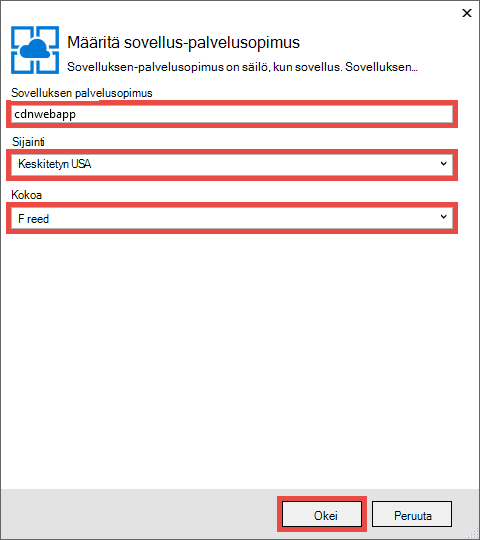 Määritä sovellus-palvelusopimus
Sovelluksen-palvelusopimus on säilö, kun sovellus. Sovelluksen...
Sovelluksen palvelusopimus
cdnwebapp
Sijainti
Keskitetyn USA
Kokoa
F reed
Okei
Peruuta